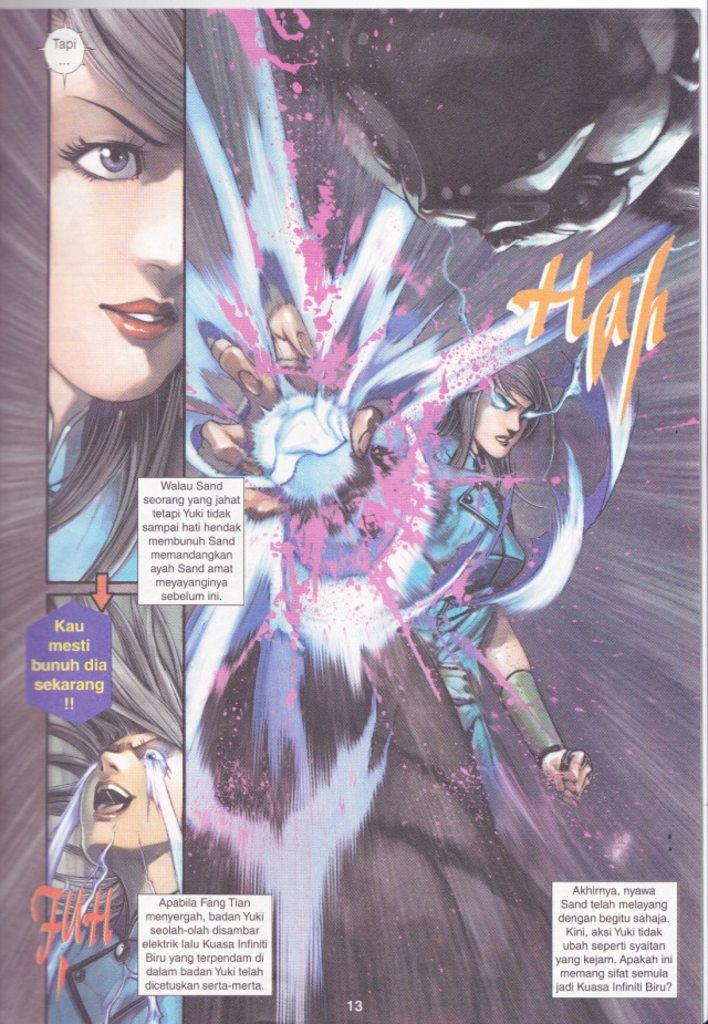 Tapi
...
Hah
Walau Sand
seorang yang jahat
tetapi Yuki tidak
sampai hati hendak
membunuh Sand
memandangkan
ayah Sand amat
meyayanginya
sebelum ini.
Kau
mesti
bunuh dia
sekarang
!!
FUH
!
Apabila Fang Tian
menyergah, badan Yuki
seolah-olah disambar
elektrik lalu Kuasa Infiniti
Biru yang terpendam di
dalam badan Yuki telah
dicetuskan serta-merta.
Akhirnya, nyawa
Sand telah melayang
dengan begitu sahaja.
Kini, aksi Yuki tidak
ubah seperti syaitan
yang kejam. Apakah ini
memang sifat semula
jadi Kuasa Infiniti Biru?
13